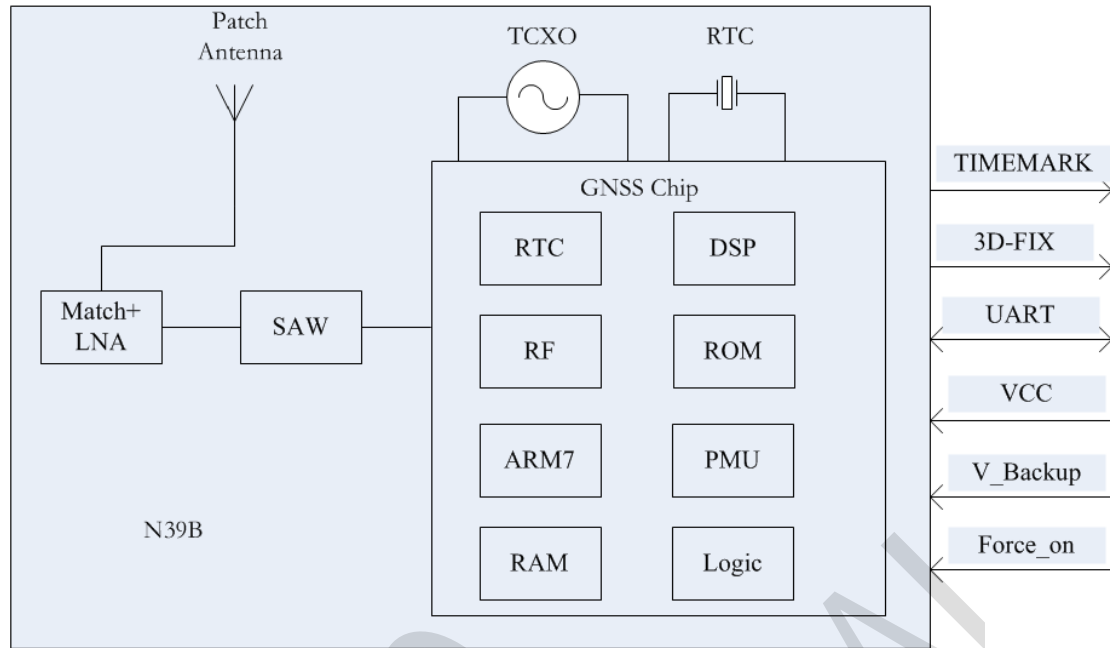 Patch
Antenna
TCXO
RTC
GNSS Chip
RTC
DSP
Match+
LNA
SAW
RF
ROM
ARM7
PMU
RAM
Logic
N39B
TIMEMARK
3D-FIX
UART
VCC
V_Backup
Force_on